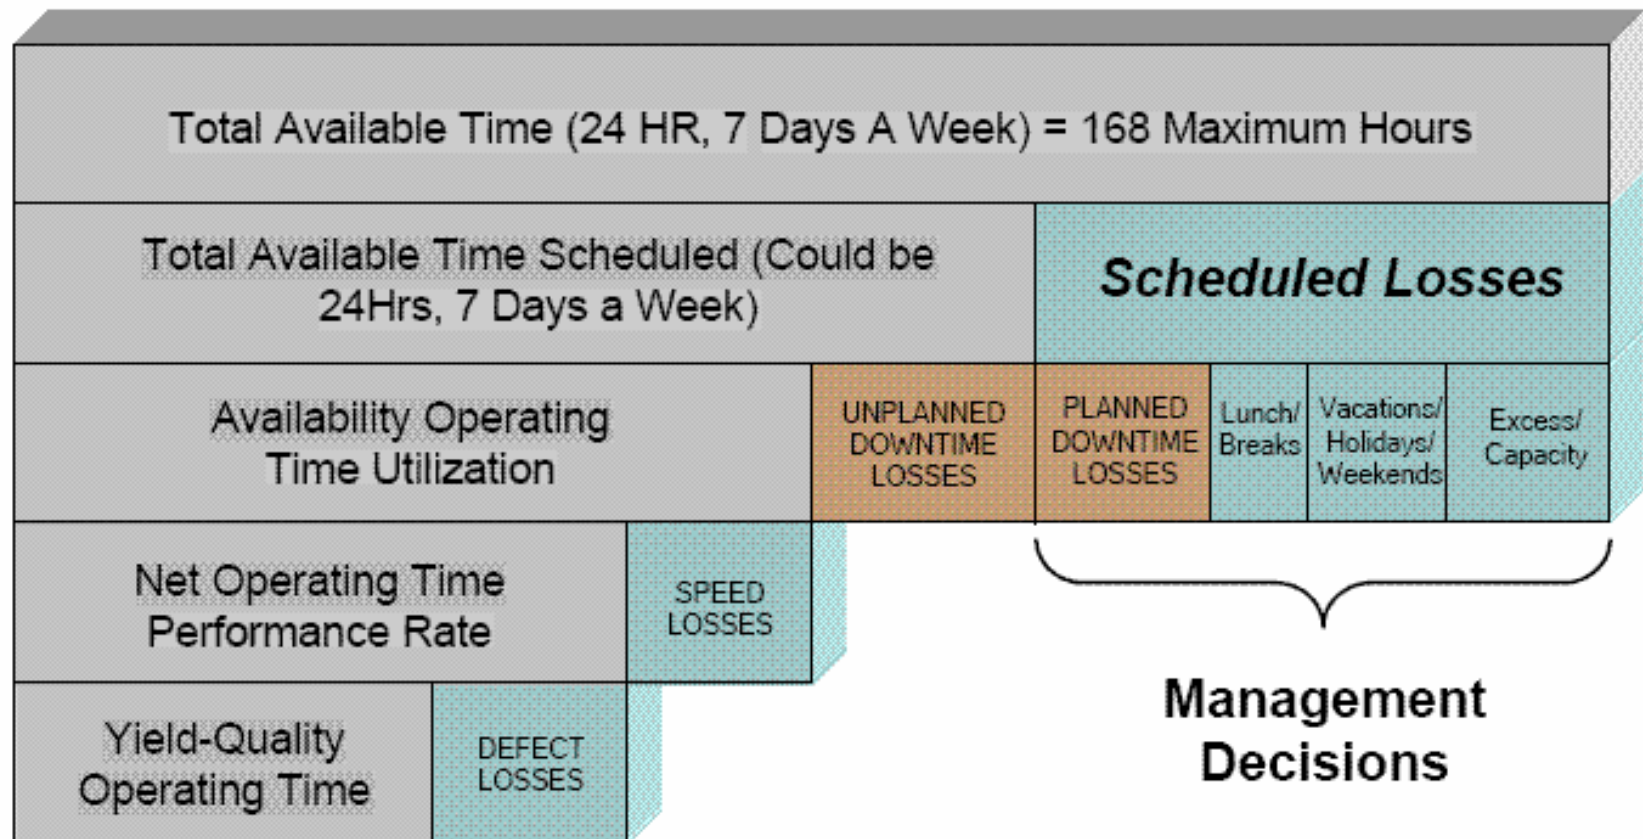 Total Available Time (24 HR, 7 Days A Week) = 168 Maximum Hours
Total Available Time Scheduled (Could be
24Hrs, 7 Days a Week)
Scheduled Losses
Availability Operating
Time Utilization
UNPLANNED
DOWNTIME
LOSSES
PLANNED
DOWNTIME
LOSSES
Lunch/
Breaks
Vacations/
Holidays/
Weekends
Excess/
Capacity
Net Operating Time
Performance Rate
SPEED
LOSSES
Management
Decisions
Yield-Quality
Operating Time
DEFECT
LOSSES